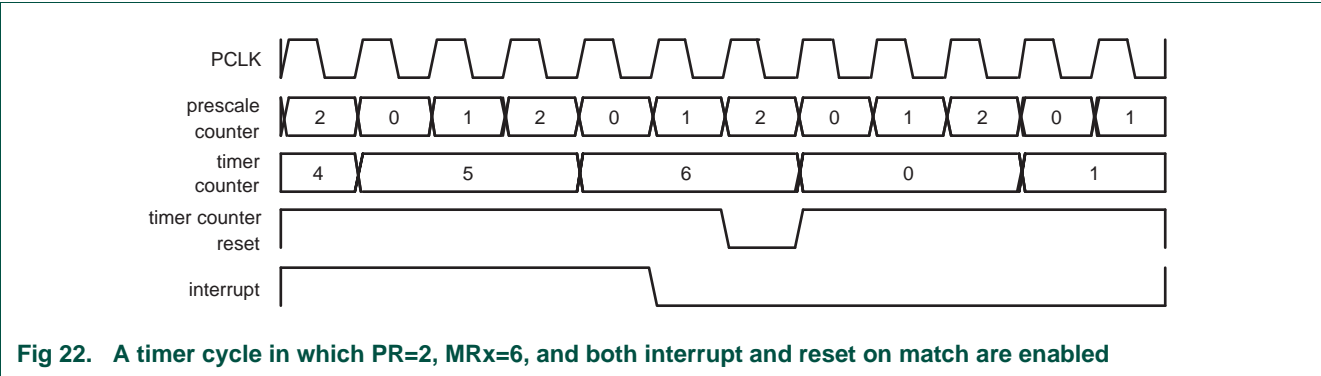 PCLK
prescale
counter
2 0 1 2 0 1 2 0 1 2 0 1
timer
counter
4 5 6 0 1
timer counter
reset
interrupt
Fig 22. A timer cycle in which PR=2, MRx=6, and both interrupt and reset on match are enabled